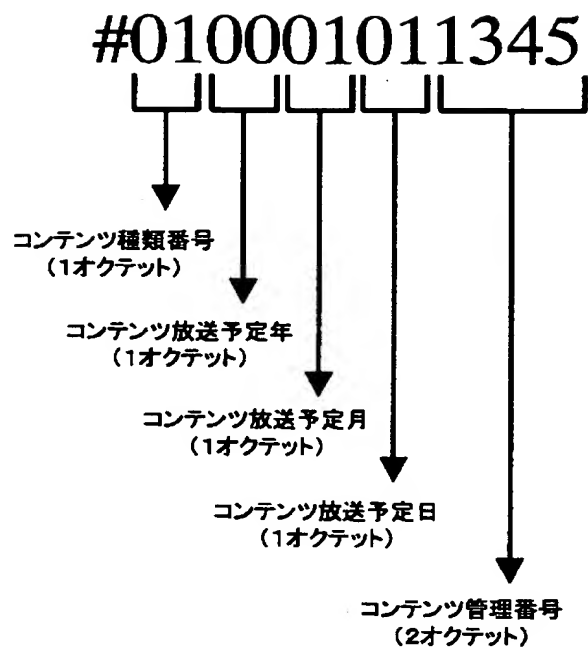 #010001011345
コンテンツ種類番号
(1オクテット)
コンテンツ放送予定年
(1オクテット)
コンテンツ放送予定月
(1オクテット)
コンテンツ放送予定日
(1オクテット)
コンテンツ管理番号
(2オクテット)